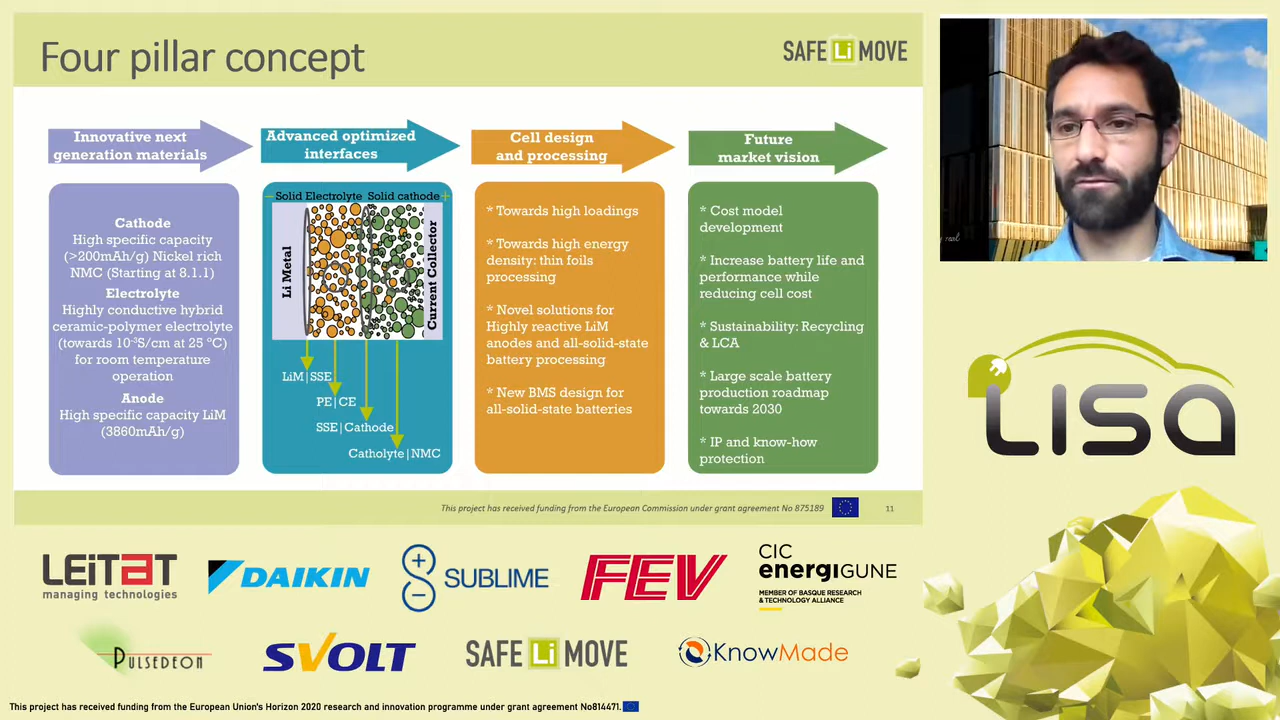 Four pillar concept
SAFE Li MOVE
Innovative next
generation materials
Cathode
High specific capacity
(>200mAh/g) Nickel rich
NMC (Starting at 8.1.1)
Electrolyte
Highly conductive hybrid
ceramic-polymer electrolyte
(towards 10⁻³S/cm at 25 ºC)
for room temperature
operation
Anode
High specific capacity LiM
(3860mAh/g)
Advanced optimized
interfaces
- Solid Electrolyte Solid cathode +
Li Metal
Current Collector
LiM|SSE
PE|CE
SSE|Cathode
Catholyte|NMC
Cell design
and processing
* Towards high loadings
* Towards high energy
density: thin foils
processing
* Novel solutions for
Highly reactive LiM
anodes and all-solid-state
battery processing
* New BMS design for
all-solid-state batteries
Future
market vision
* Cost model
development
* Increase battery life and
performance while
reducing cell cost
* Sustainability: Recycling
& LCA
* Large scale battery
production roadmap
towards 2030
* IP and know-how
protection
This project has received funding from the European Commission under grant agreement No 875189
11
LISA
LEITAT
managing technologies
DAIKIN
SUBLIME
FEV
CIC
energiGUNE
MEMBER OF BASQUE RESEARCH
& TECHNOLOGY ALLIANCE
PULSEDEON
SVOLT
SAFE Li MOVE
KnowMade
This project has received funding from the European Union's Horizon 2020 research and innovation programme under grant agreement No814471.